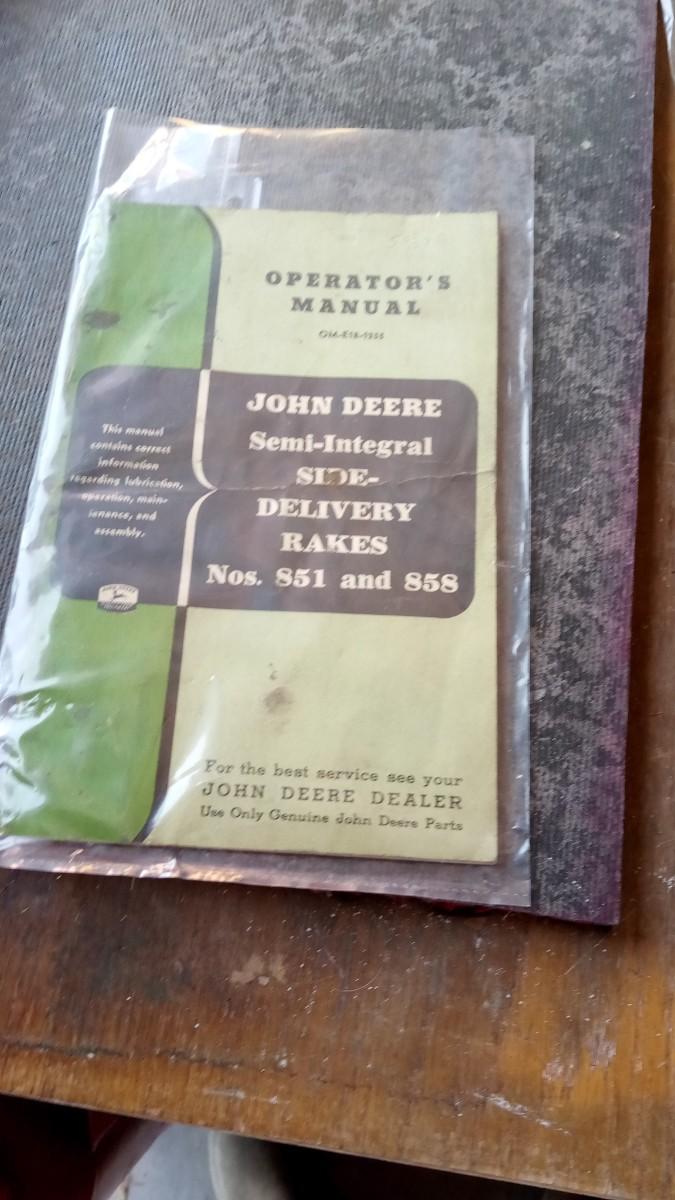 OPERATOR'S
MANUAL
JOHN DEERE
Semi-Integral
SIDE-
DELIVERY
RAKES
Nos. 851 and 858
This manual
contains correct
information
regarding lubrication,
operation, main-
tenance, and
assembly.
JOHN DEERE
For the best service see your
JOHN DEERE DEALER
Use Only Genuine John Deere Parts